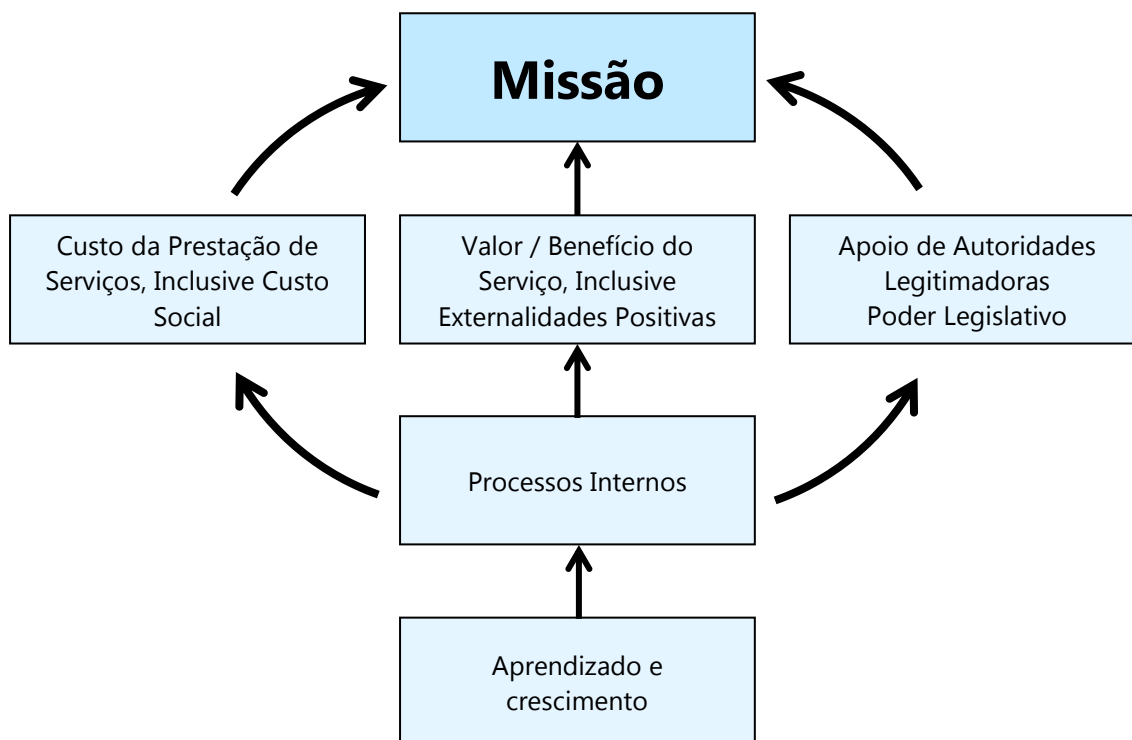 Missão
Custo da Prestação de
Serviços, Inclusive Custo
Social
Valor / Benefício do
Serviço, Inclusive
Externalidades Positivas
Apoio de Autoridades
Legitimadoras
Poder Legislativo
Processos Internos
Aprendizado e
crescimento